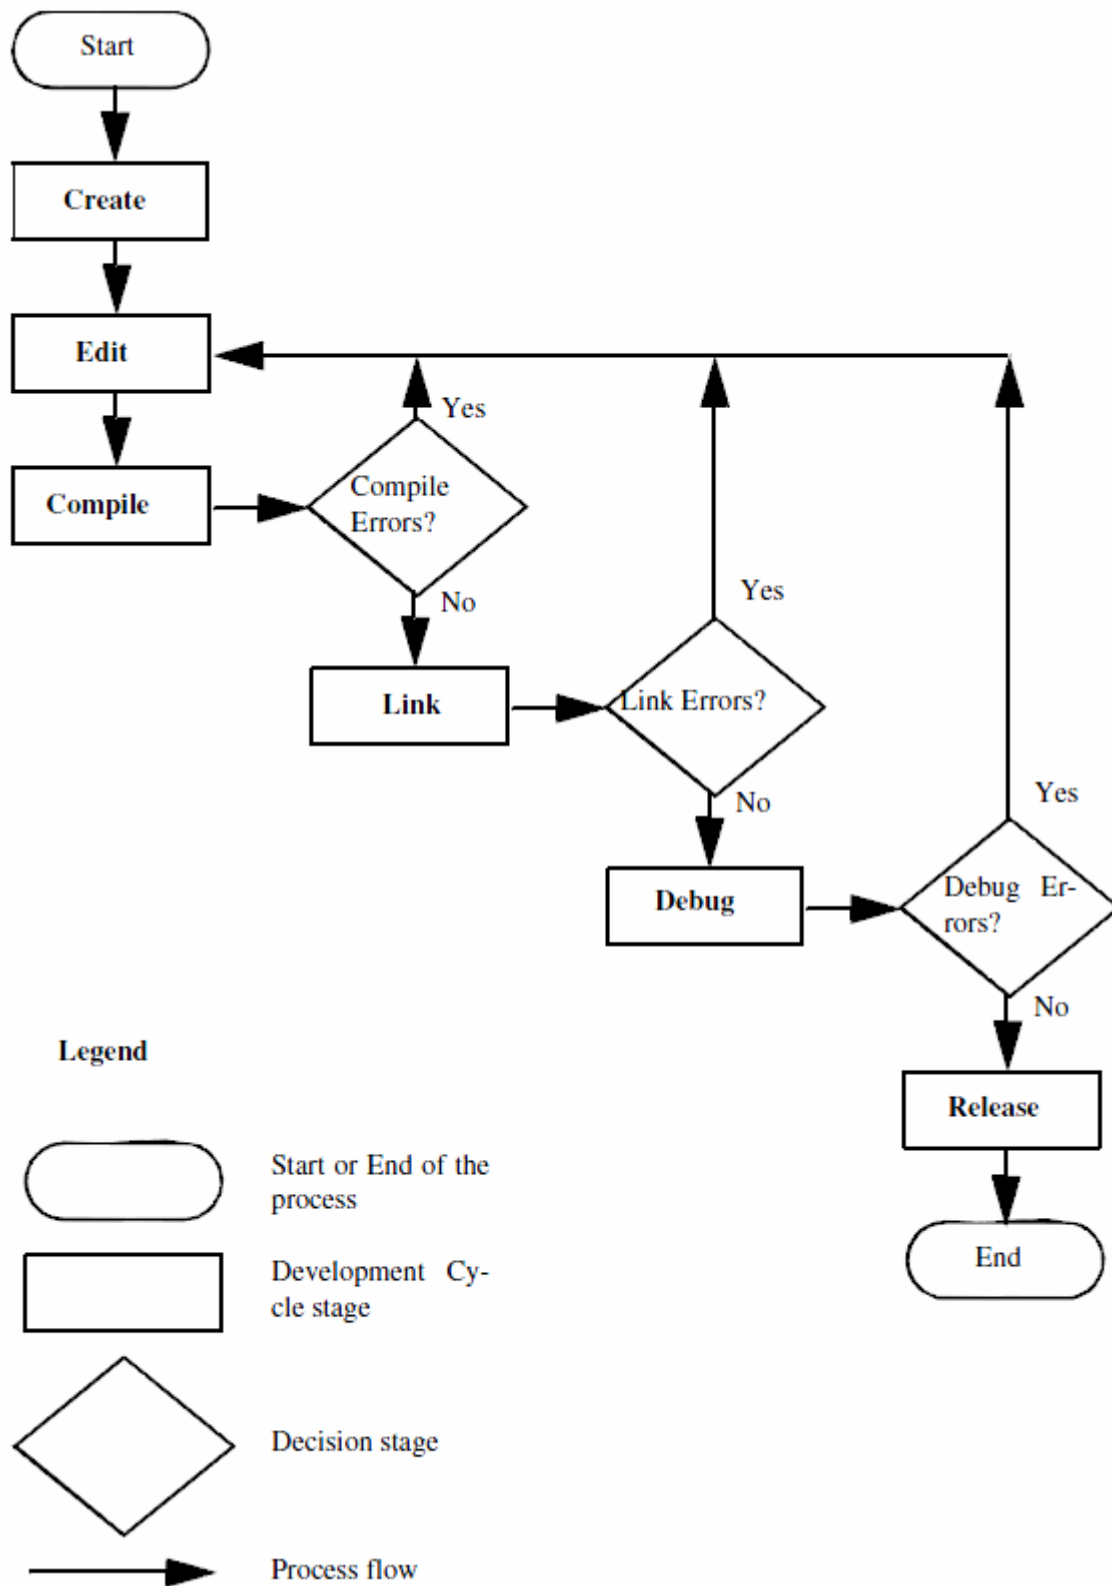 Start
Create
Edit
Yes
Compile
Compile
Errors?
No
Yes
Link
Link Errors?
No
Yes
Debug
Debug Er-
rors?
No
Legend
Release
Start or End of the
process
End
Development Cy-
cle stage
Decision stage
Process flow